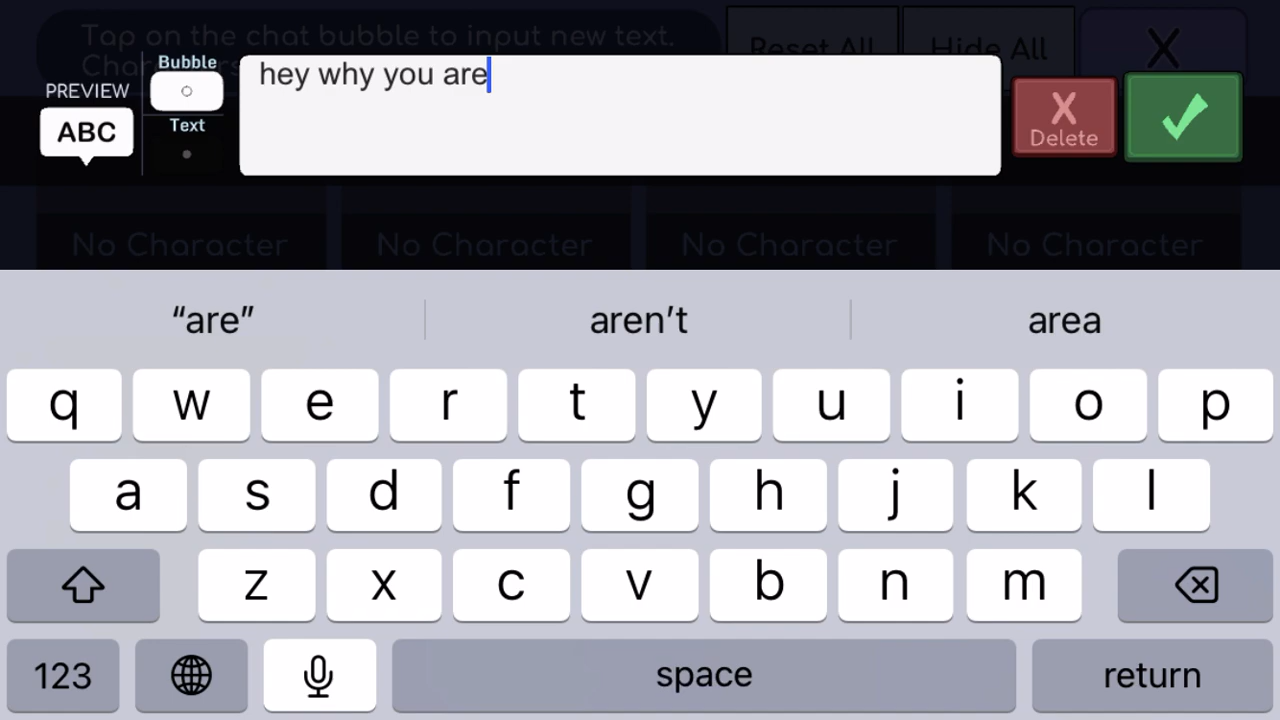 Tap on the chat bubble to input new text.
Reset All
Hide All
X
PREVIEW
ABC
Bubble
Text
hey why you are
X
Delete
No Character
No Character
No Character
No Character
“are”
aren’t
area
q w e r t y u i o p
a s d f g h j k l
z x c v b n m
123
space
return